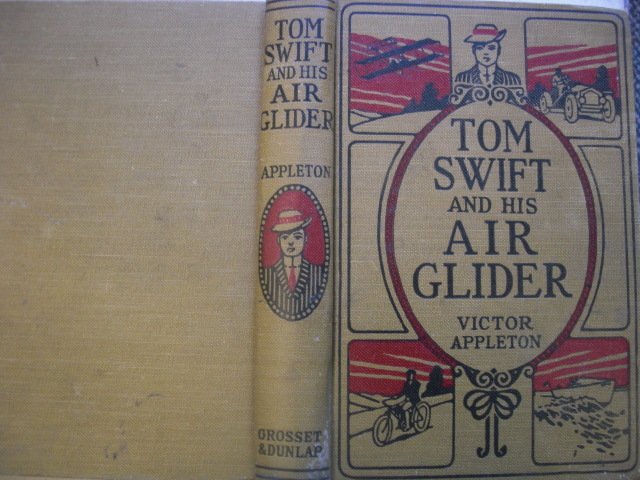 TOM
SWIFT
AND HIS
AIR
GLIDER
APPLETON
GROSSET
& DUNLAP
TOM
SWIFT
AND HIS
AIR
GLIDER
VICTOR
APPLETON